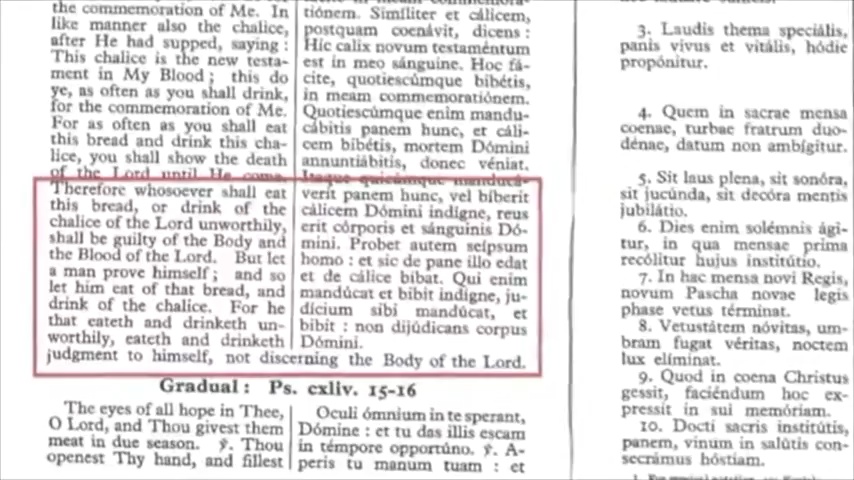 the commemoration of Me. In
like manner also the chalice,
after He had supped, saying :
This chalice is the new testa-
ment in My Blood ; this do
ye, as often as you shall drink,
for the commemoration of Me.
For as often as you shall eat
this bread and drink this cha-
lice, you shall show the death
of the Lord until He come.
Therefore whosoever shall eat
this bread, or drink of the
chalice of the Lord unworthily,
shall be guilty of the Body and
the Blood of the Lord. But let
a man prove himself ; and so
let him eat of that bread, and
drink of the chalice. For he
that eateth and drinketh un-
worthily, eateth and drinketh
judgment to himself, not discerning the Body of the Lord.
tiónem. Simíliter et cálicem,
postquam coenávit, dicens :
Hic calix novum testaméntum
est in meo sánguine. Hoc fá-
cite, quotiescúmque bibétis,
in meam commemoratiónem.
Quotiescúmque enim mandu-
cábitis panem hunc, et cáli-
cem bibétis, mortem Dómini
annuntiábitis, donec véniat.
Itaque quicúmque manducá-
verit panem hunc, vel bíberit
cálicem Dómini indígne, reus
erit córporis et sánguinis Dó-
mini. Probet autem seípsum
homo : et sic de pane illo edat
et de cálice bibat. Qui enim
mandúcat et bibit indígne, ju-
dícium sibi mandúcat, et
bibit : non dijúdicans corpus
Dómini.
Gradual : Ps. cxliv. 15-16
The eyes of all hope in Thee,
O Lord, and Thou givest them
meat in due season. ℣. Thou
openest Thy hand, and fillest
Oculi ómnium in te sperant,
Dómine : et tu das illis escam
in témpore opportúno. ℣. A-
peris tu manum tuam : et
3. Laudis thema speciális,
panis vivus et vitális, hódie
propónitur.
4. Quem in sacrae mensa
coenae, turbae fratrum duo-
dénae, datum non ambígitur.
5. Sit laus plena, sit sonóra,
sit jucúnda, sit decóra mentis
jubilátio.
6. Dies enim solémnis ági-
tur, in qua mensae prima
recólitur hujus institútio.
7. In hac mensa novi Regis,
novum Pascha novae legis
phase vetus términat.
8. Vetustátem nóvitas, um-
bram fugat véritas, noctem
lux elíminat.
9. Quod in coena Christus
gessit, faciéndum hoc ex-
pressit in sui memóriam.
10. Docti sacris institútis,
panem, vinum in salútis con-
secrámus hóstiam.